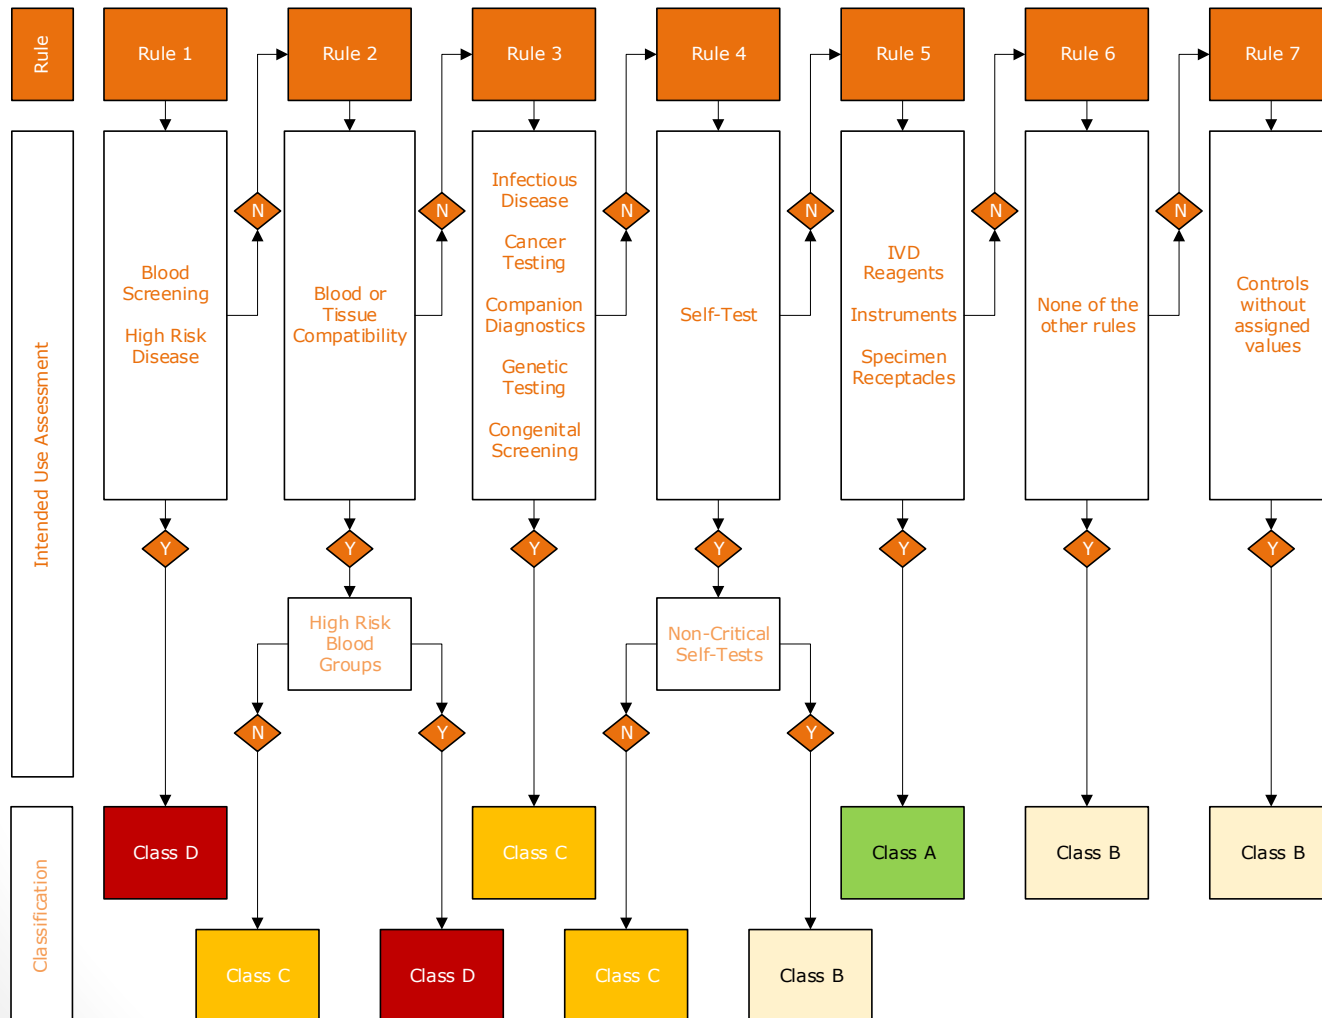 Rule
Rule 1
Rule 2
Rule 3
Rule 4
Rule 5
Rule 6
Rule 7
Intended Use Assessment
Blood
Screening
High Risk
Disease
N
Blood or
Tissue
Compatibility
N
Infectious
Disease
Cancer
Testing
Companion
Diagnostics
Genetic
Testing
Congenital
Screening
N
Self-Test
N
IVD
Reagents
Instruments
Specimen
Receptacles
N
None of the
other rules
N
Controls
without
assigned
values
Y
Y
Y
Y
Y
Y
Y
High Risk
Blood
Groups
Non-Critical
Self-Tests
N
Y
N
Y
Classification
Class D
Class C
Class A
Class B
Class B
Class C
Class D
Class C
Class B